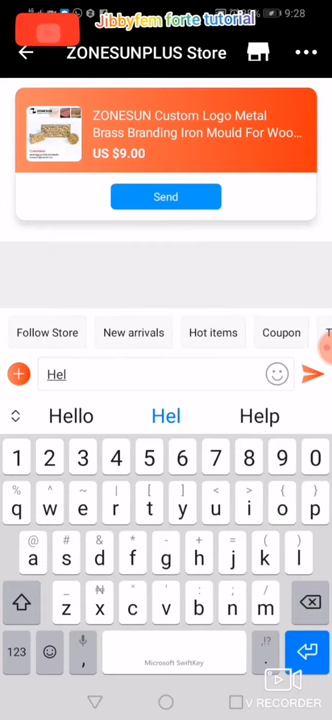 Jibbyfem forte tutorial
9:28
ZONESUNPLUS Store
ZONESUN Custom Logo Metal
Brass Branding Iron Mould For Woo...
US $9.00
Send
Follow Store New arrivals Hot items Coupon T
Hel
Hello Hel Help
1 2 3 4 5 6 7 8 9 0
% ^ ~ | [ ] < > { }
q w e r t y u i o p
@ # & * - + = ( )
a s d f g h j k l
_ ₦ " ' : ; /
z x c v b n m
123 , Microsoft SwiftKey ,!? .
V RECORDER